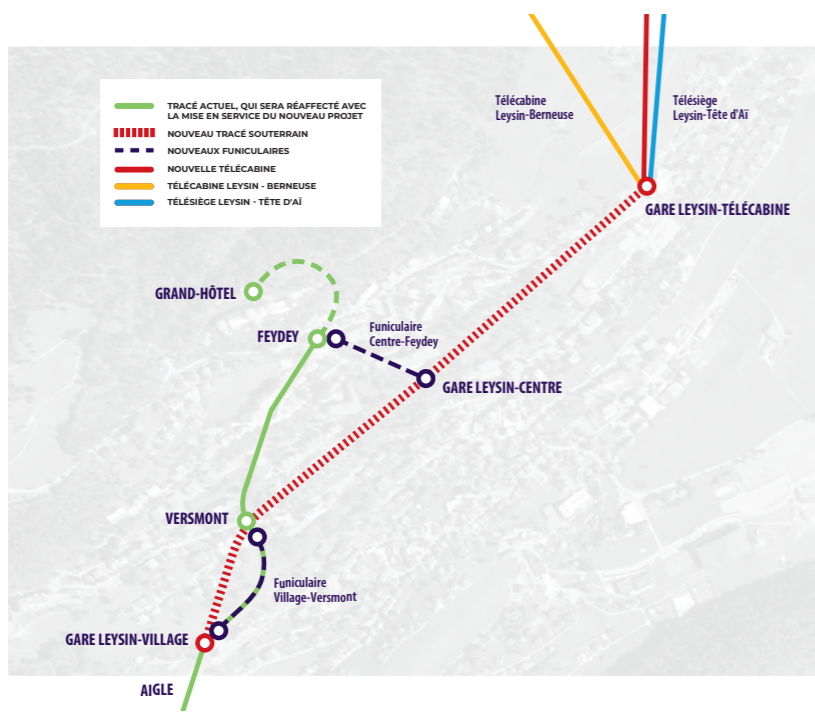 TRACÉ ACTUEL, QUI SERA RÉAFFECTÉ AVEC
LA MISE EN SERVICE DU NOUVEAU PROJET
NOUVEAU TRACÉ SOUTERRAIN
NOUVEAUX FUNICULAIRES
NOUVELLE TÉLÉCABINE
TÉLÉCABINE LEYSIN - BERNEUSE
TÉLÉSIÈGE LEYSIN - TÊTE D'AÏ
Télécabine
Leysin-Berneuse
Télésiège
Leysin-Tête d'Aï
GARE LEYSIN-TÉLÉCABINE
GRAND-HÔTEL
FEYDEY
Funiculaire
Centre-Feydey
GARE LEYSIN-CENTRE
VERSMONT
Funiculaire
Village-Versmont
GARE LEYSIN-VILLAGE
AIGLE